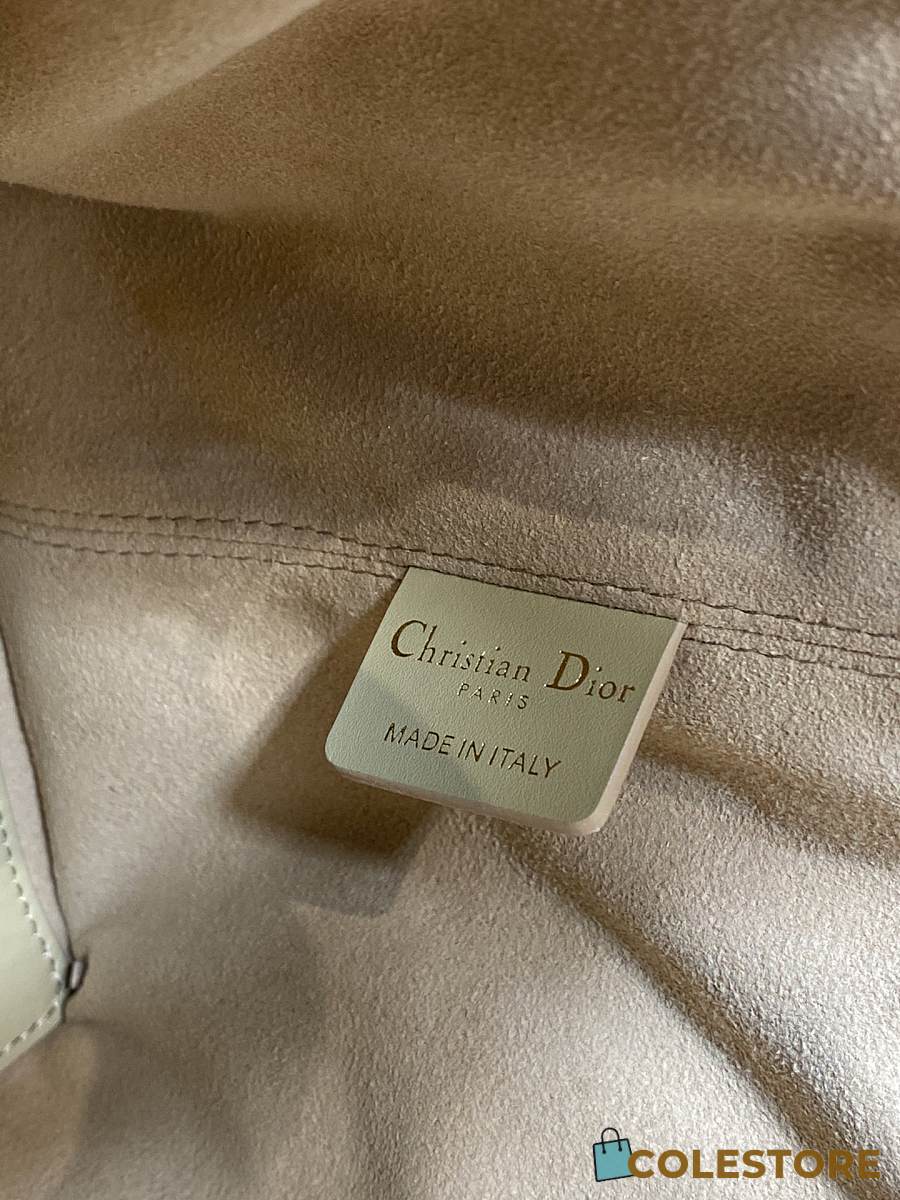 Christian Dior
PARIS
MADE IN ITALY
COLESTORE